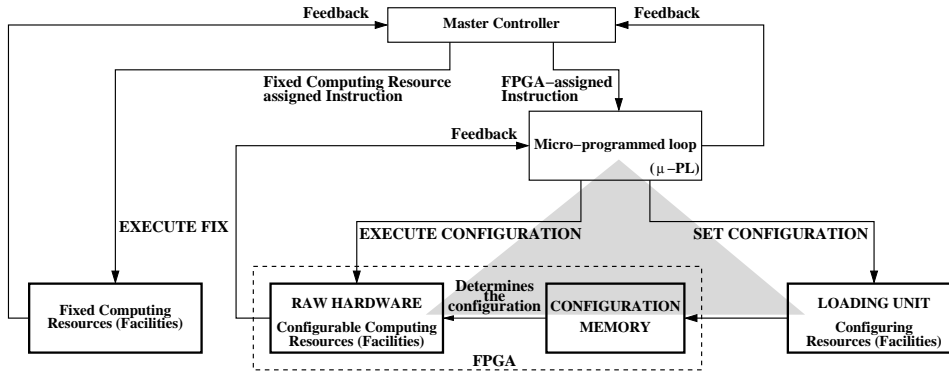 Feedback
Master Controller
Feedback
Fixed Computing Resource
assigned Instruction
FPGA−assigned
Instruction
Feedback
Micro−programmed loop
(μ−PL)
EXECUTE FIX
EXECUTE CONFIGURATION
SET CONFIGURATION
Fixed Computing
Resources (Facilities)
RAW HARDWARE
Configurable Computing
Resources (Facilities)
Determines
the
configuration
CONFIGURATION
MEMORY
LOADING UNIT
Configuring
Resources (Facilities)
FPGA